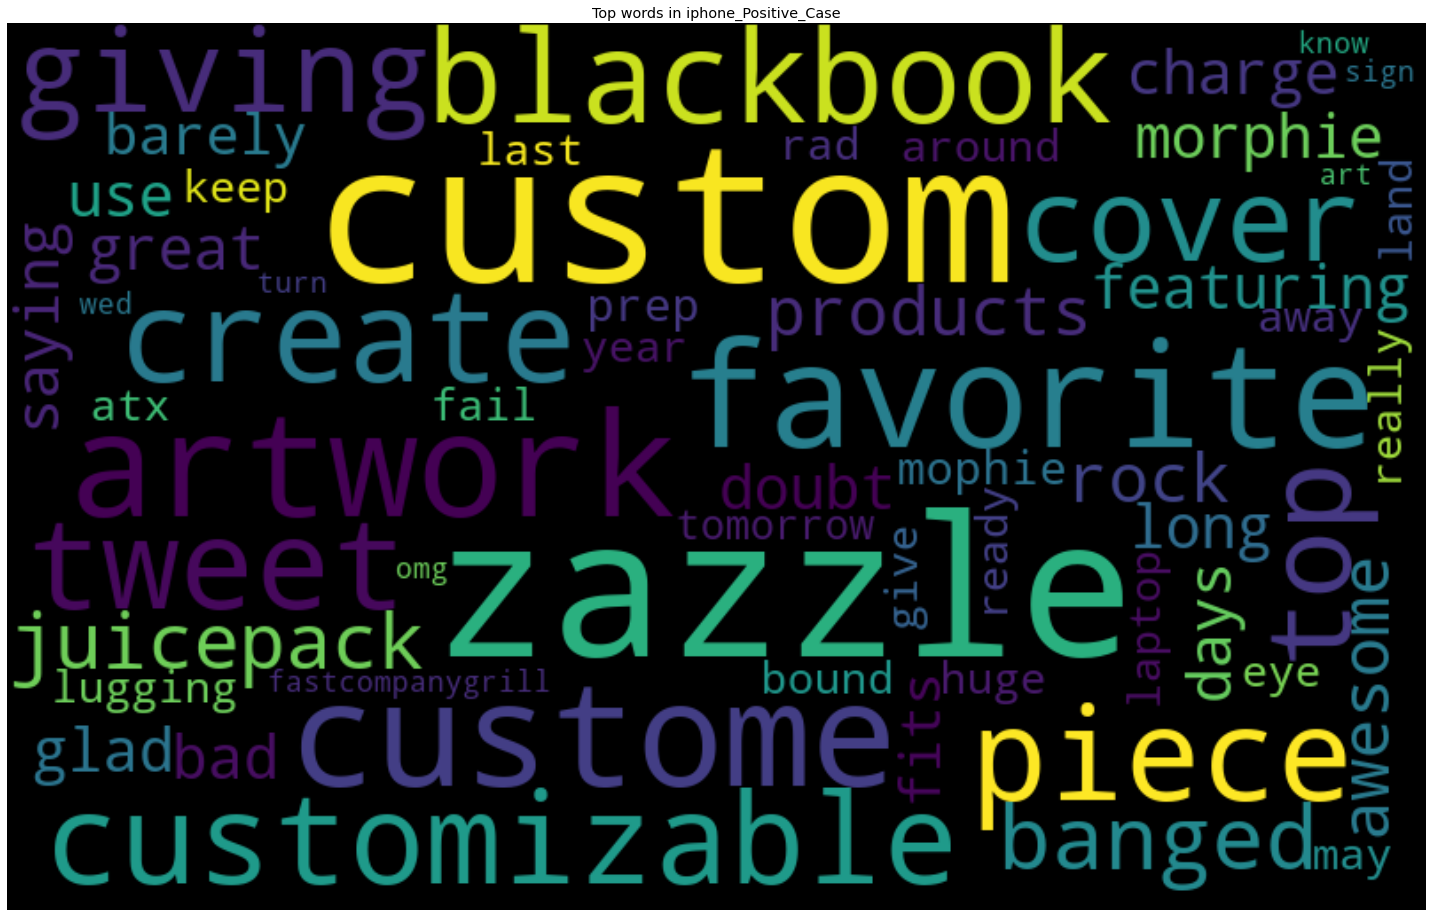 Top words in iphone_Positive_Case
giving
blackbook
charge
know
sign
barely
last
rad
around
morphie
use
keep
custom
cover
art
land
great
saying
turn
wed
create
prep
products
featuring
away
year
favorite
really
atx
fail
artwork
doubt
mophie
rock
top
tweet
tomorrow
ready
long
omg
zazzle
give
laptop
days
awesome
juicepack
lugging
fastcompanygrill
bound
huge
eye
glad
bad
custome
fits
piece
customizable
banged
may